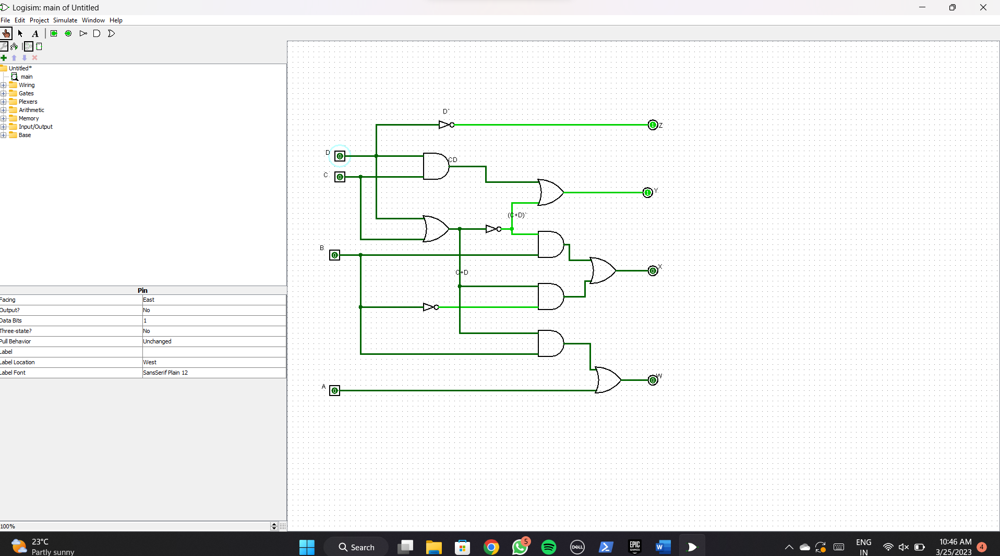 Logisim: main of Untitled
File Edit Project Simulate Window Help
A
Untitled*
main
Wiring
Gates
Plexers
Arithmetic
Memory
Input/Output
Base
Pin
Facing East
Output? No
Data Bits 1
Three-state? No
Pull Behavior Unchanged
Label
Label Location West
Label Font SansSerif Plain 12
100%
D`
1 Z
D 0
CD
C 0
1 Y
(C+D)`
B 0
C+D
0 X
A 0
0 W
23°C
Partly sunny
Search
5
DELL
EPIC
GAMES
W
ENG
IN
10:46 AM
3/25/2023
4